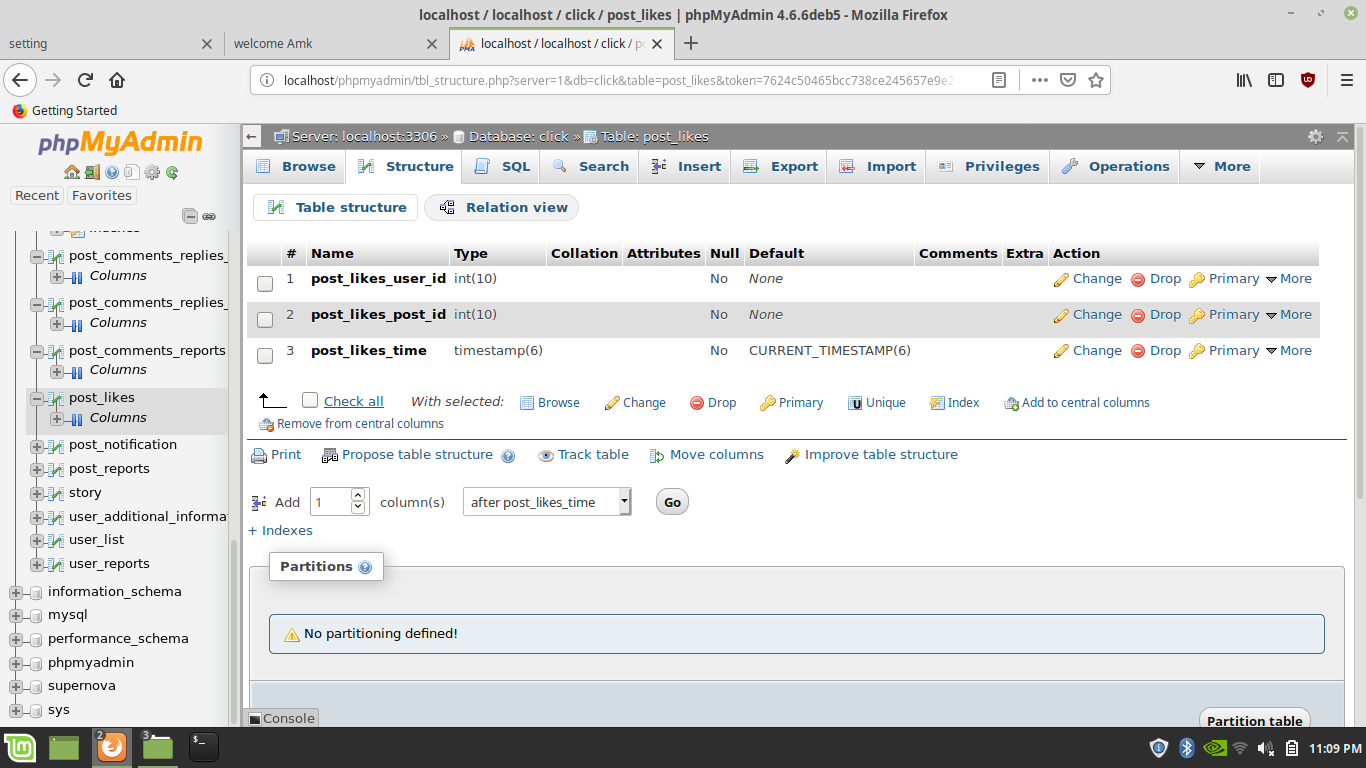 localhost / localhost / click / post_likes | phpMyAdmin 4.6.6deb5 - Mozilla Firefox
setting
welcome Amk
localhost / localhost / click / p
localhost/phpmyadmin/tbl_structure.php?server=1&db=click&table=post_likes&token=7624c50465bcc738ce245657e9e2
Getting Started
phpMyAdmin
Recent Favorites
Indexes
post_comments_replies_
Columns
post_comments_replies_
Columns
post_comments_reports
Columns
post_likes
Columns
post_notification
post_reports
story
user_additional_informa
user_list
user_reports
information_schema
mysql
performance_schema
phpmyadmin
supernova
sys
Server: localhost:3306 » Database: click » Table: post_likes
Browse Structure SQL Search Insert Export Import Privileges Operations More
Table structure Relation view
# Name Type Collation Attributes Null Default Comments Extra Action
1 post_likes_user_id int(10) No None Change Drop Primary More
2 post_likes_post_id int(10) No None Change Drop Primary More
3 post_likes_time timestamp(6) No CURRENT_TIMESTAMP(6) Change Drop Primary More
Check all With selected: Browse Change Drop Primary Unique Index Add to central columns
Remove from central columns
Print Propose table structure Track table Move columns Improve table structure
Add 1 column(s) after post_likes_time Go
+ Indexes
Partitions
No partitioning defined!
Console
Partition table
2
3
11:09 PM